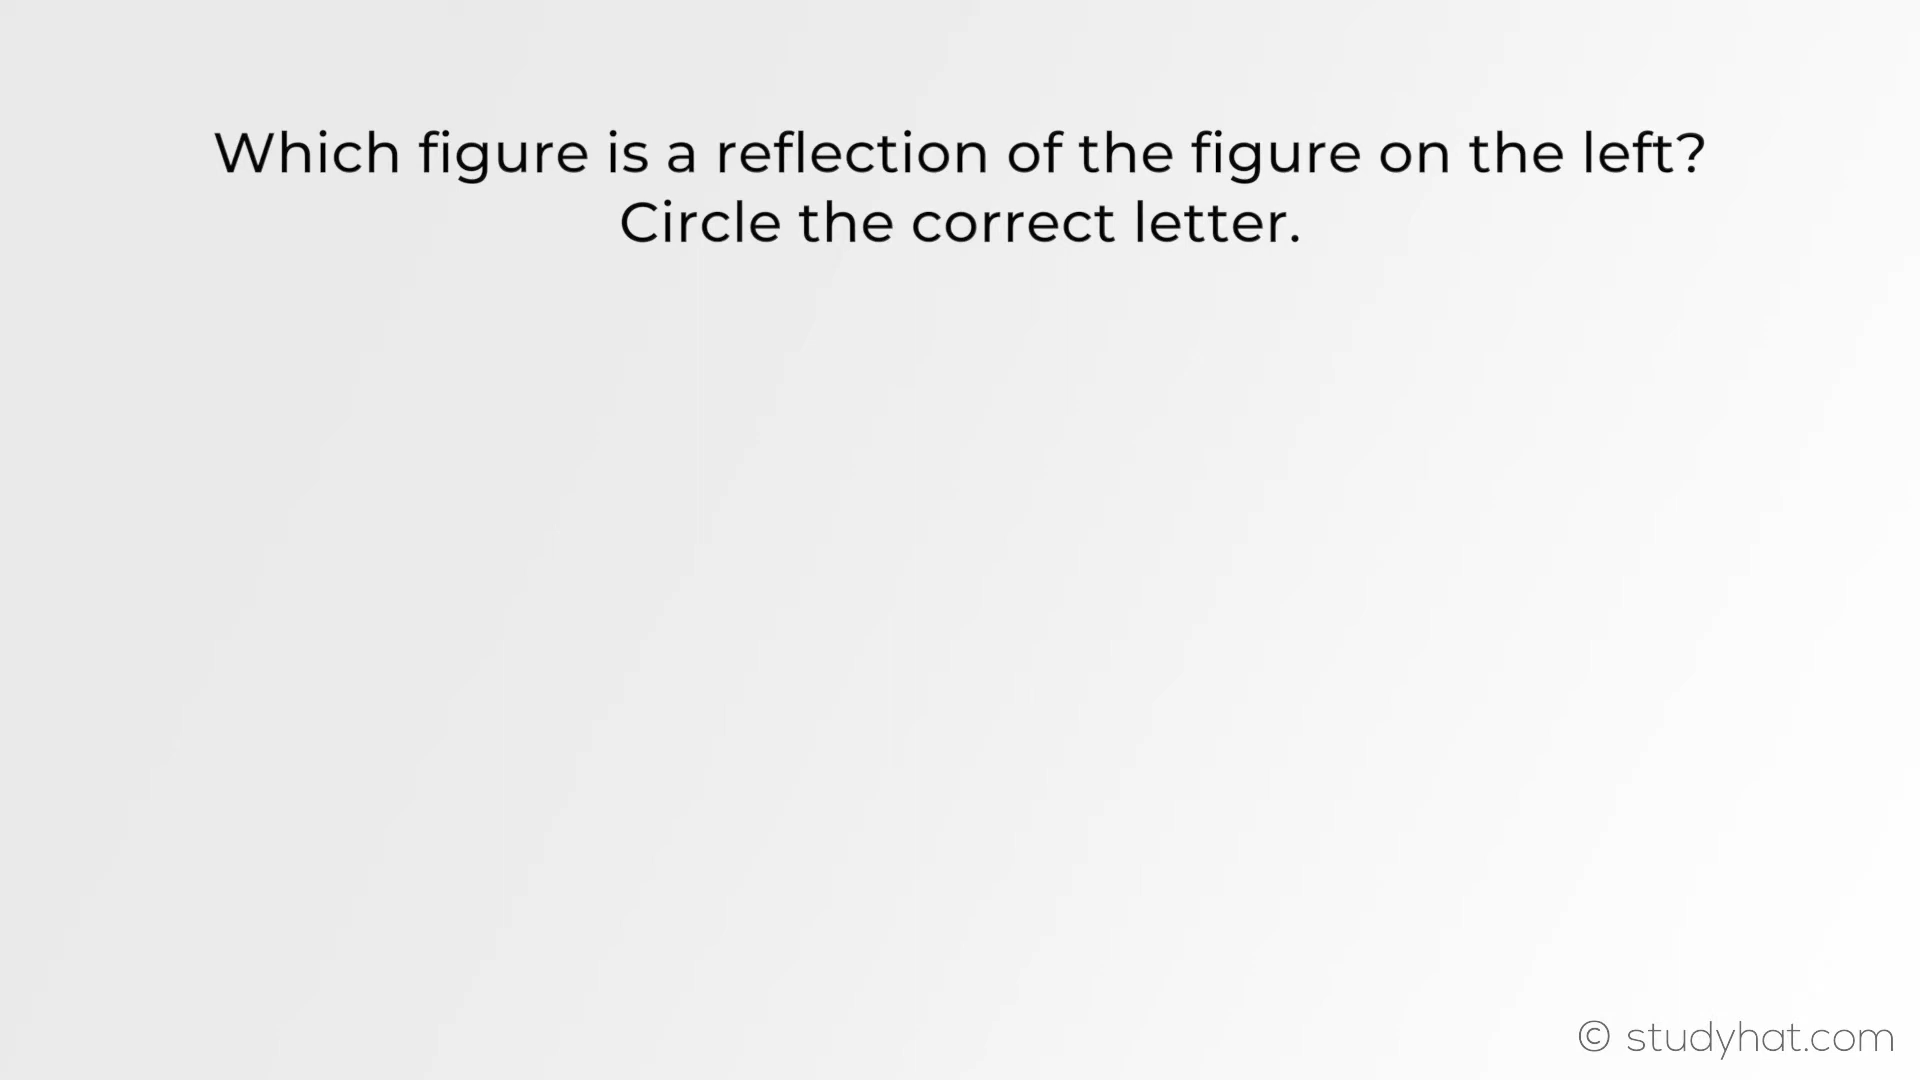 Which figure is a reflection of the figure on the left?
Circle the correct letter.
© studyhat.com